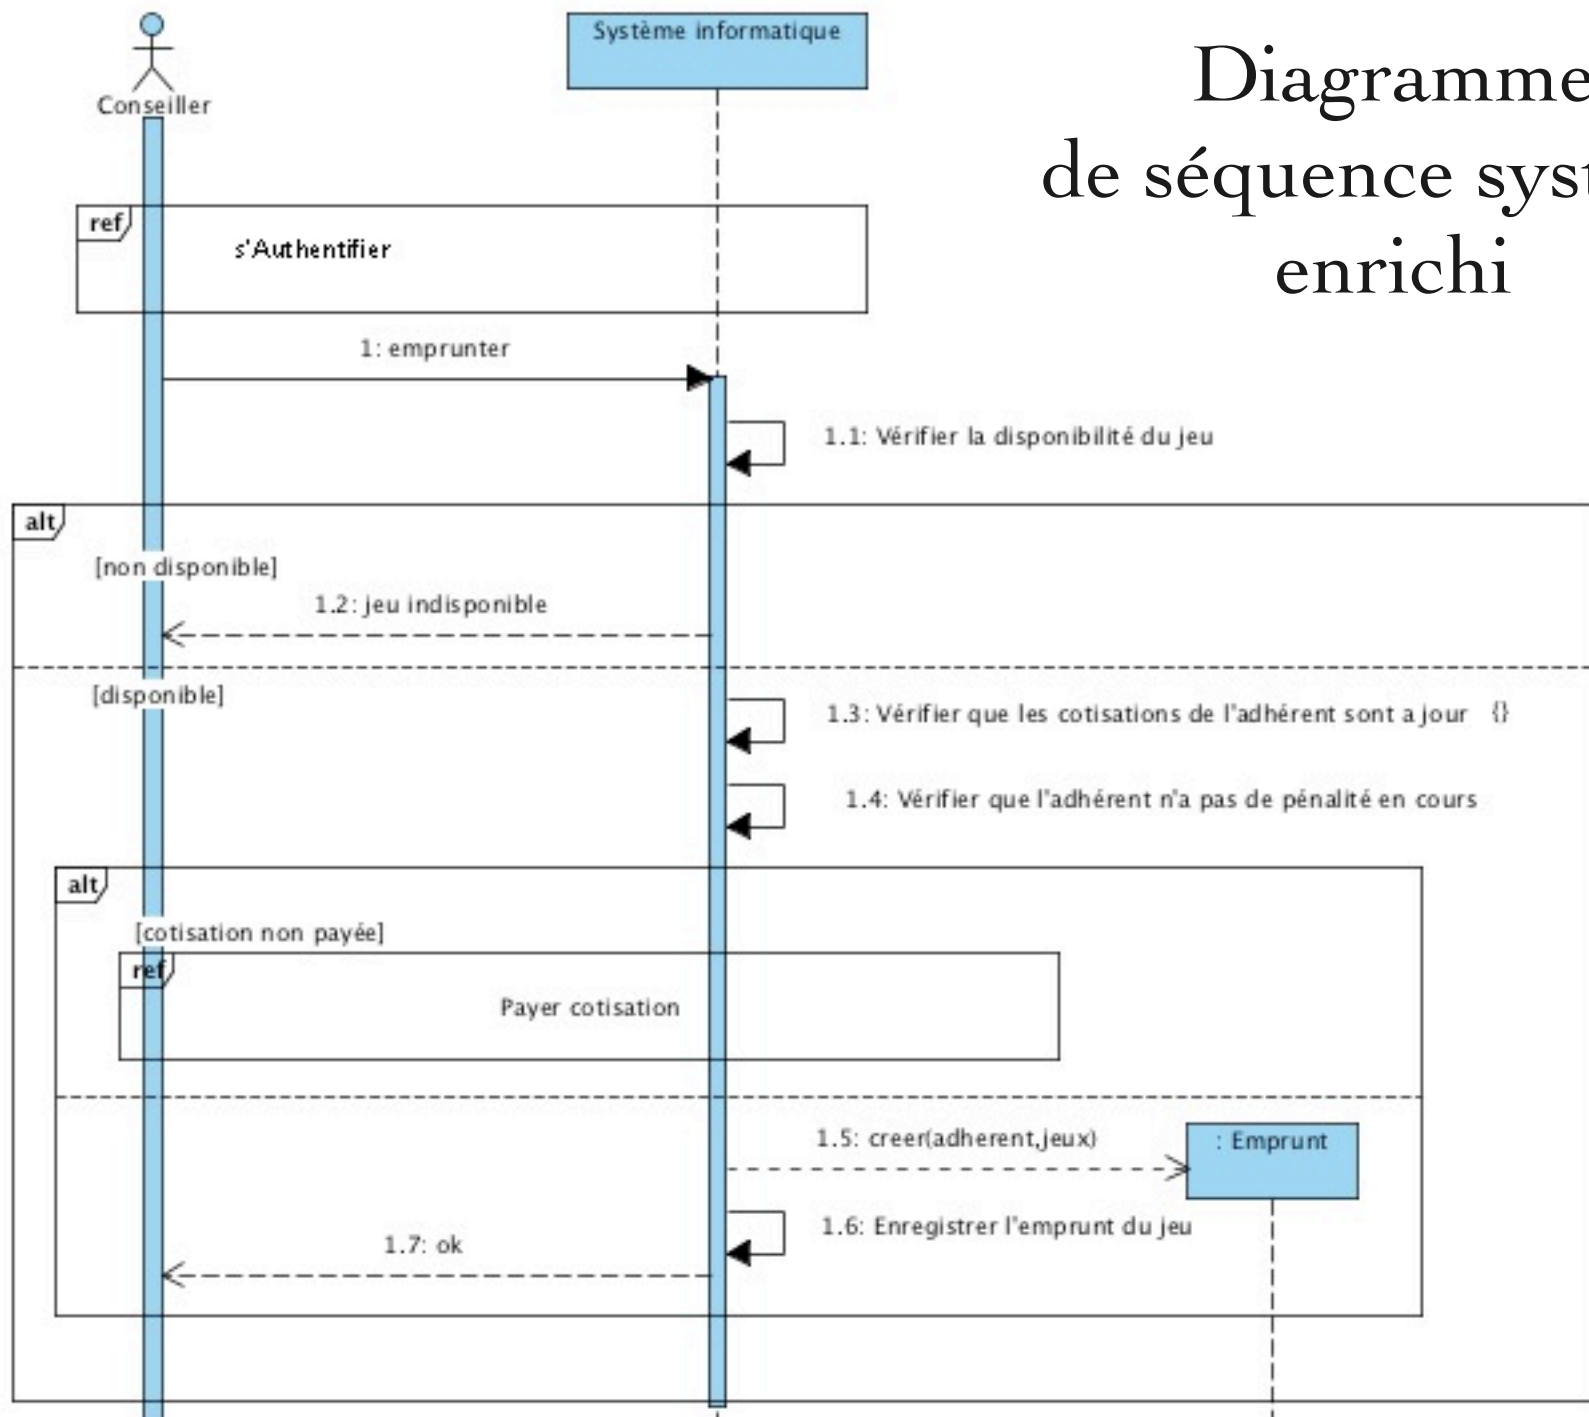 Système informatique
Diagramme
de séquence syst
enrichi
Conseiller
ref
s'Authentifier
1: emprunter
1.1: Vérifier la disponibilité du jeu
alt
[non disponible]
1.2: jeu indisponible
[disponible]
1.3: Vérifier que les cotisations de l'adhérent sont a jour {}
1.4: Vérifier que l'adhérent n'a pas de pénalité en cours
alt
[cotisation non payée]
ref
Payer cotisation
1.5: creer(adherent,jeux)
: Emprunt
1.6: Enregistrer l'emprunt du jeu
1.7: ok